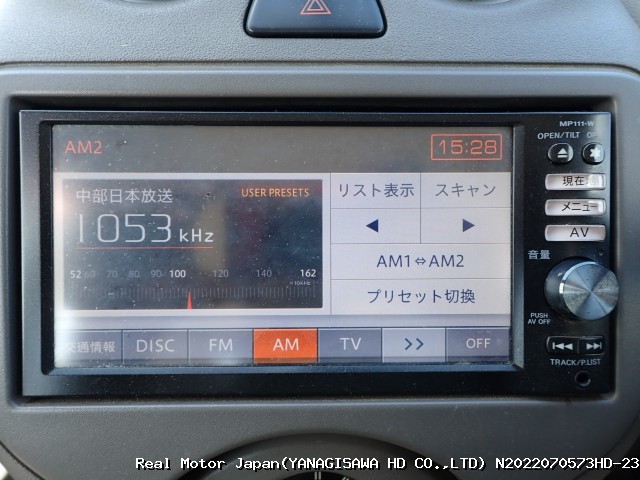 MP111-W
OPEN/TILT
AM2
15:28
中部日本放送
USER PRESETS
1053 kHz
52 60 70 80 90 100 120 140 162
×10kHz
リスト表示
スキャン
◀
▶
AM1⇔AM2
プリセット切換
交通情報
DISC
FM
AM
TV
>>
OFF
現在
メニュー
AV
音量
PUSH
AV OFF
TRACK/P.LIST
Real Motor Japan(YANAGISAWA HD CO.,LTD) N2022070573HD-23